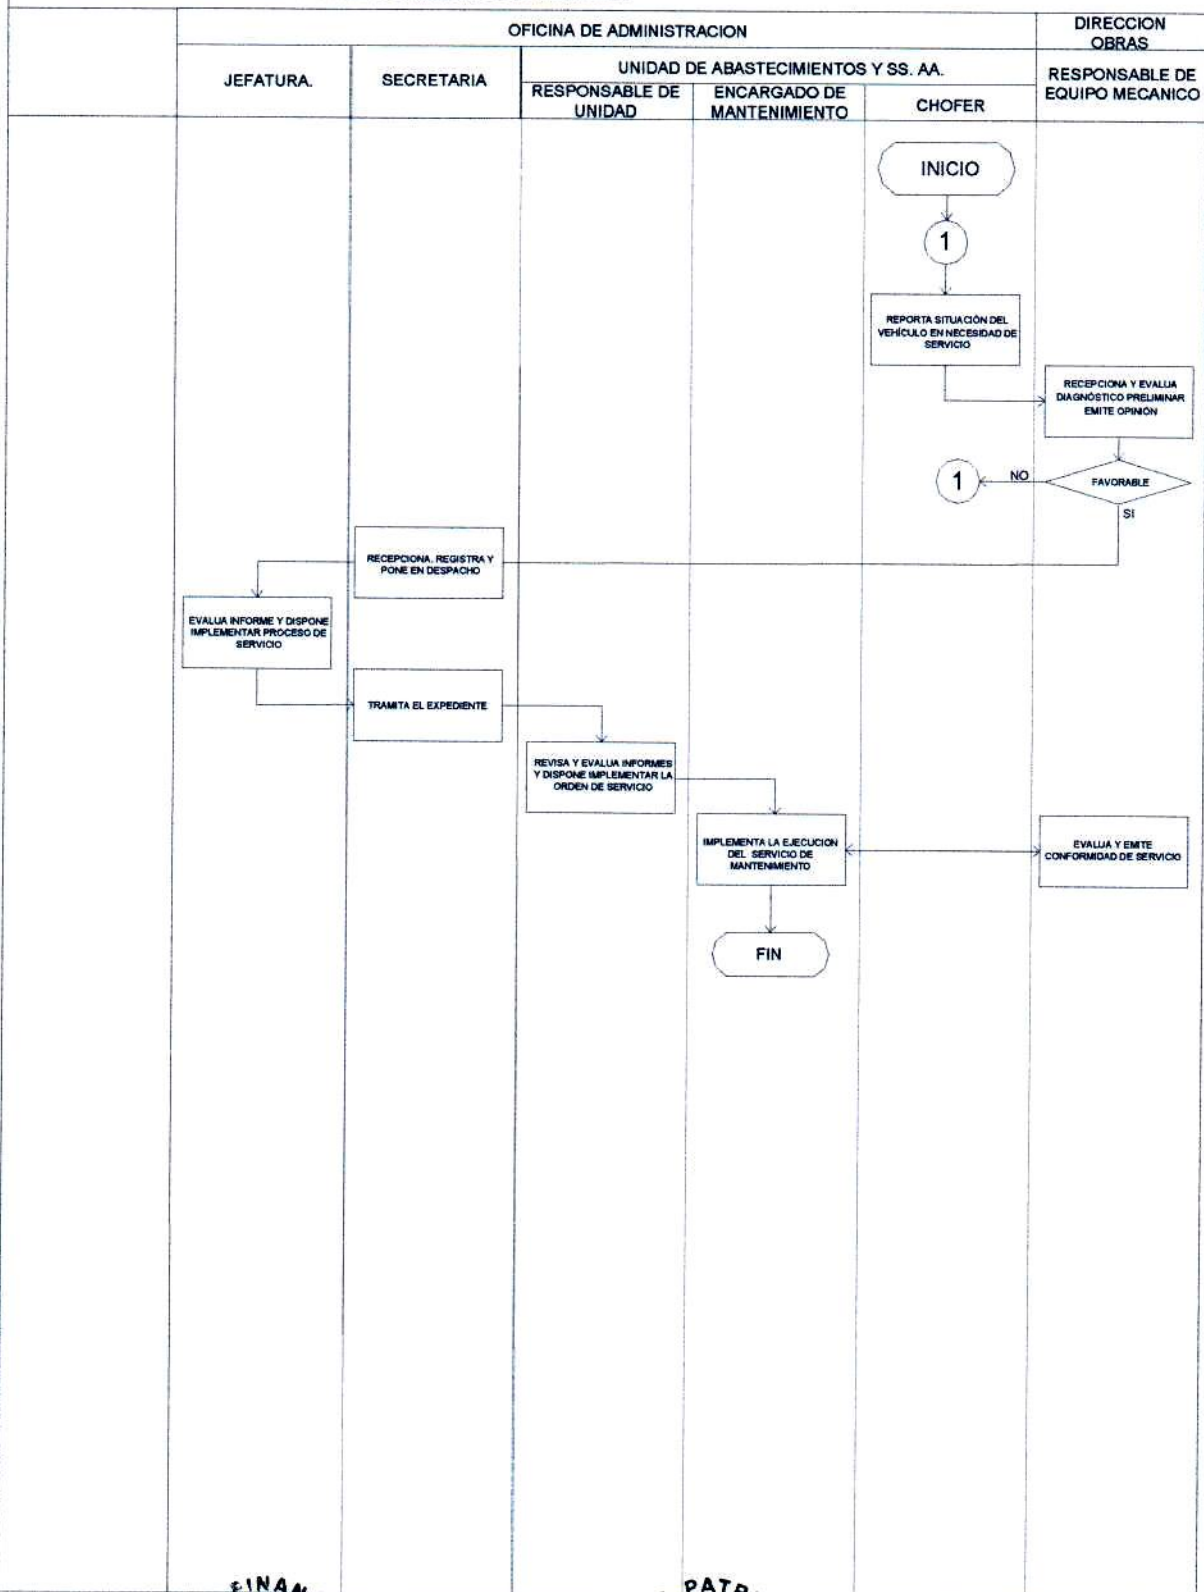 OFICINA DE ADMINISTRACION
DIRECCION
OBRAS
JEFATURA.
SECRETARIA
UNIDAD DE ABASTECIMIENTOS Y SS. AA.
RESPONSABLE DE
EQUIPO MECANICO
RESPONSABLE DE
UNIDAD
ENCARGADO DE
MANTENIMIENTO
CHOFER
INICIO
1
REPORTA SITUACIÓN DEL
VEHÍCULO EN NECESIDAD DE
SERVICIO
RECEPCIONA Y EVALUA
DIAGNÓSTICO PRELIMINAR
EMITE OPINIÓN
1
NO
FAVORABLE
SI
RECEPCIONA, REGISTRA Y
PONE EN DESPACHO
EVALUA INFORME Y DISPONE
IMPLEMENTAR PROCESO DE
SERVICIO
TRAMITA EL EXPEDIENTE
REVISA Y EVALUA INFORMES
Y DISPONE IMPLEMENTAR LA
ORDEN DE SERVICIO
IMPLEMENTA LA EJECUCION
DEL SERVICIO DE
MANTENIMIENTO
EVALUA Y EMITE
CONFORMIDAD DE SERVICIO
FIN